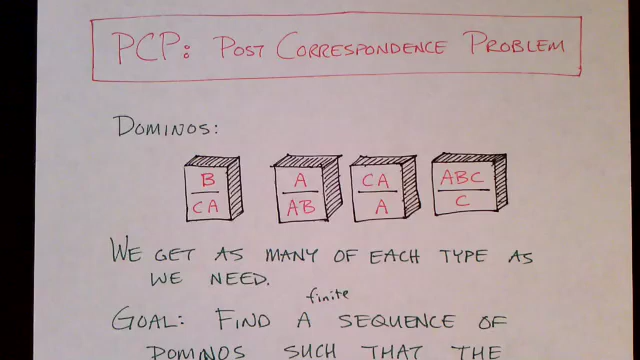 PCP: POST CORRESPONDENCE PROBLEM
DOMINOS:
B A CA ABC
CA AB A C
WE GET AS MANY OF EACH TYPE AS
WE NEED.
finite
GOAL: FIND A SEQUENCE OF
DOMINOS SUCH THAT THE